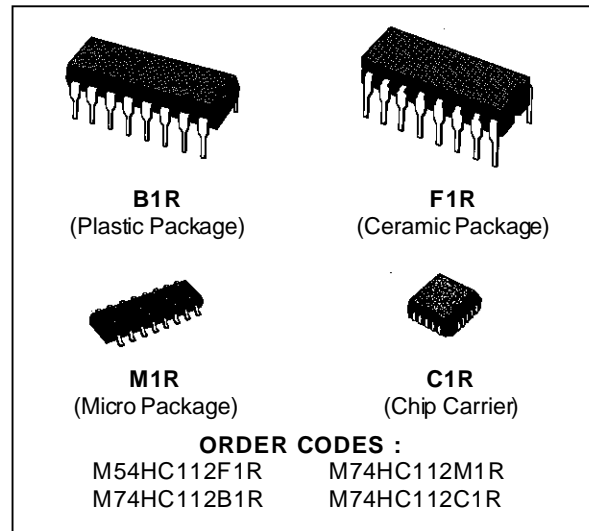 B1R
(Plastic Package)
F1R
(Ceramic Package)
M1R
(Micro Package)
C1R
(Chip Carrier)
ORDER CODES :
M54HC112F1R M74HC112M1R
M74HC112B1R M74HC112C1R